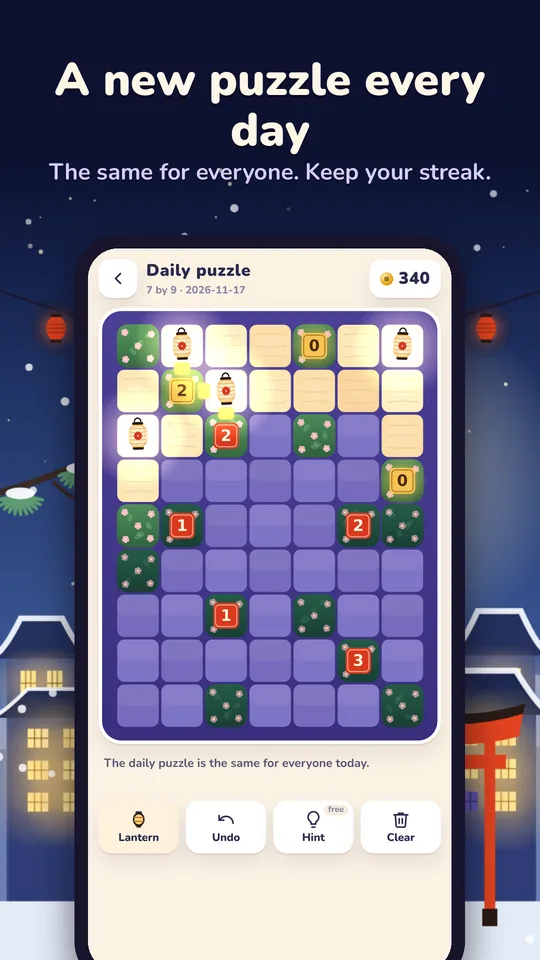 A new puzzle every
day
The same for everyone. Keep your streak.
Daily puzzle
7 by 9 · 2026-11-17
340
0
2
2
0
1
2
1
3
The daily puzzle is the same for everyone today.
Lantern
Undo
free
Hint
Clear